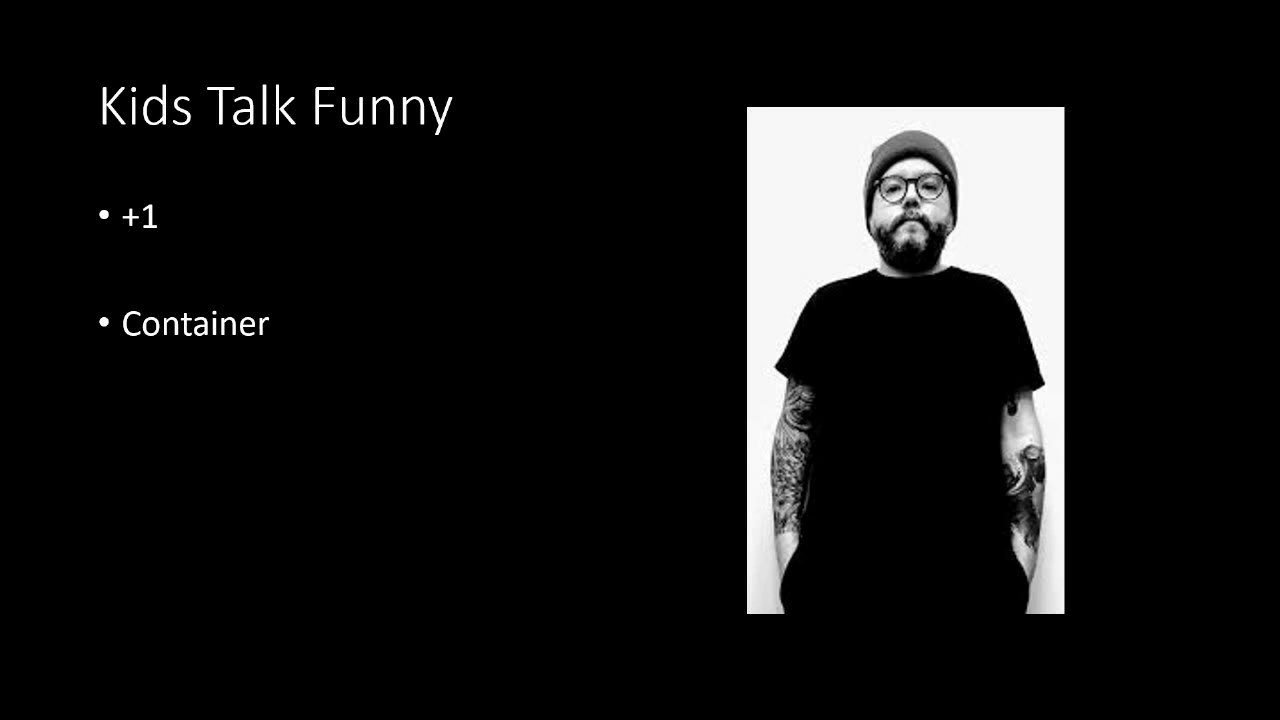 Kids Talk Funny
• +1
• Container